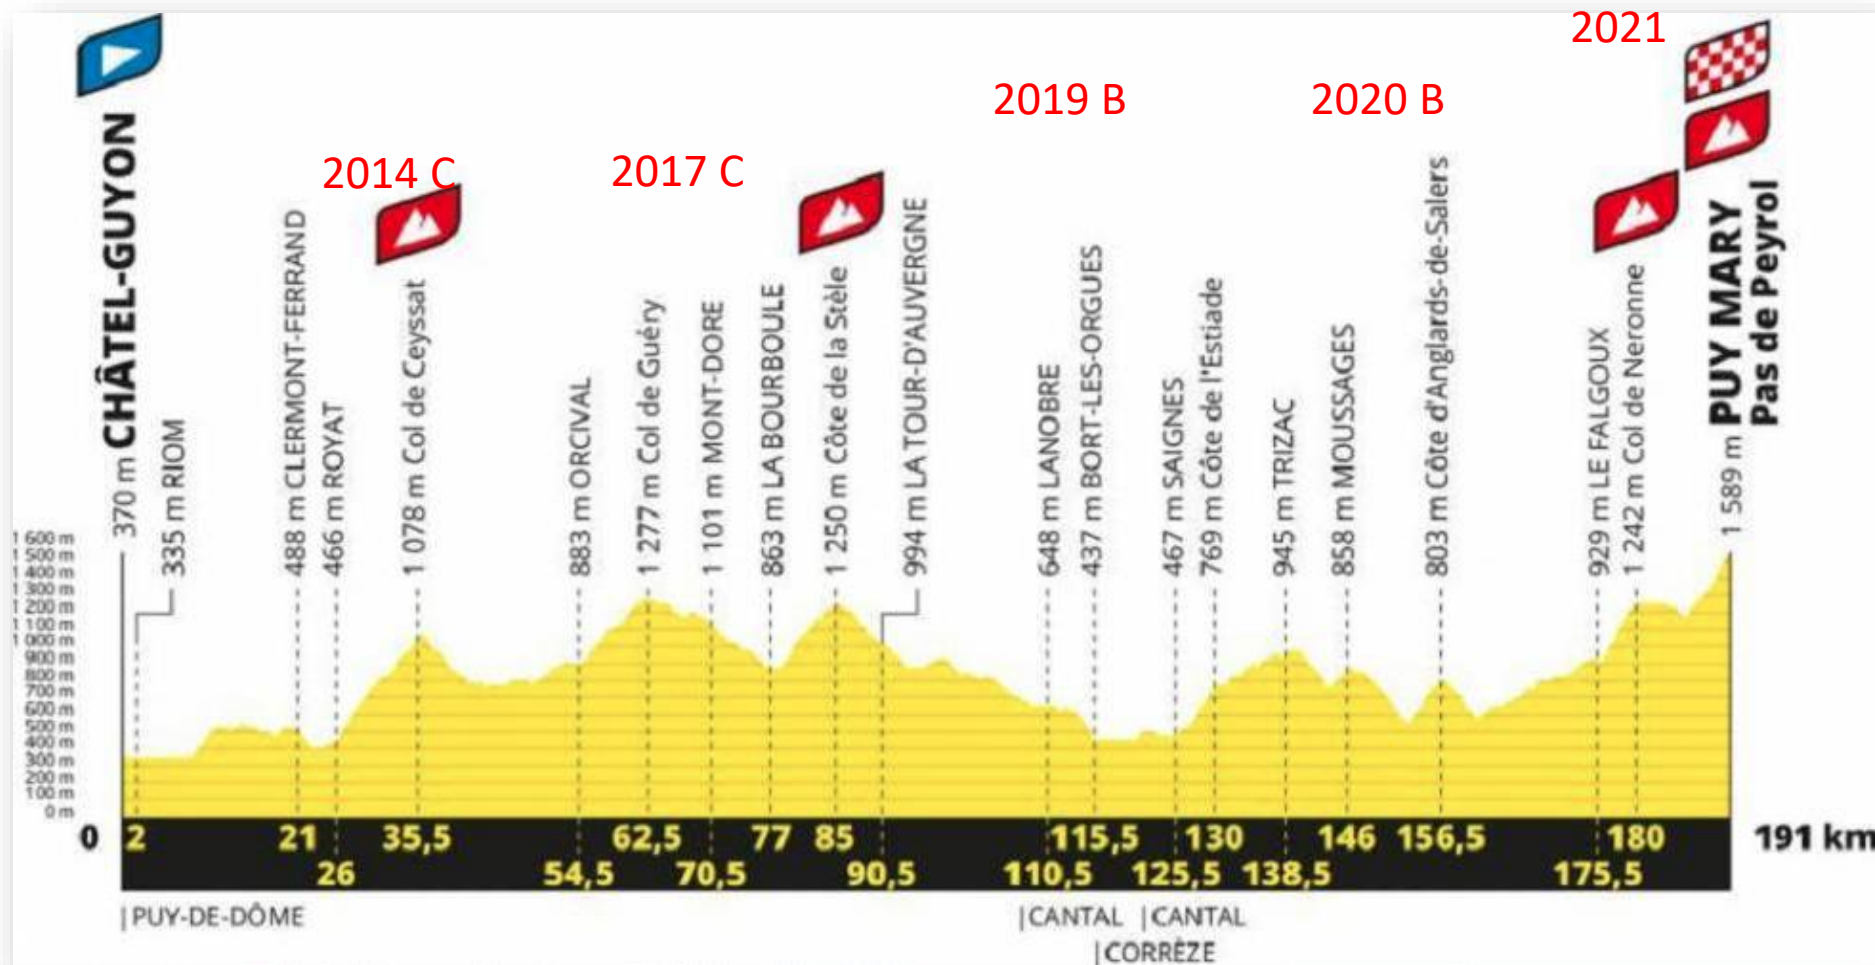 2021
2019 B
2020 B
2014 C
2017 C
370 m CHÂTEL-GUYON
335 m RIOM
488 m CLERMONT-FERRAND
466 m ROYAT
1 078 m Col de Ceyssat
883 m ORCIVAL
1 277 m Col de Guéry
1 101 m MONT-DORE
863 m LA BOURBOULE
1 250 m Côte de la Stèle
994 m LA TOUR-D'AUVERGNE
648 m LANOBRE
437 m BORT-LES-ORGUES
467 m SAIGNES
769 m Côte de l'Estiade
945 m TRIZAC
858 m MOUSSAGES
803 m Côte d'Anglards-de-Salers
929 m LE FALGOUX
1 242 m Col de Neronne
1 589 m PUY MARY
Pas de Peyrol
1 600 m
1 500 m
1 400 m
1 300 m
1 200 m
1 100 m
1 000 m
900 m
800 m
700 m
600 m
500 m
400 m
300 m
200 m
100 m
0 m
0 2 21 35,5 62,5 77 85 115,5 130 146 156,5 180 191 km
26 54,5 70,5 90,5 110,5 125,5 138,5 175,5
|PUY-DE-DÔME |CANTAL |CANTAL
|CORRÈZE